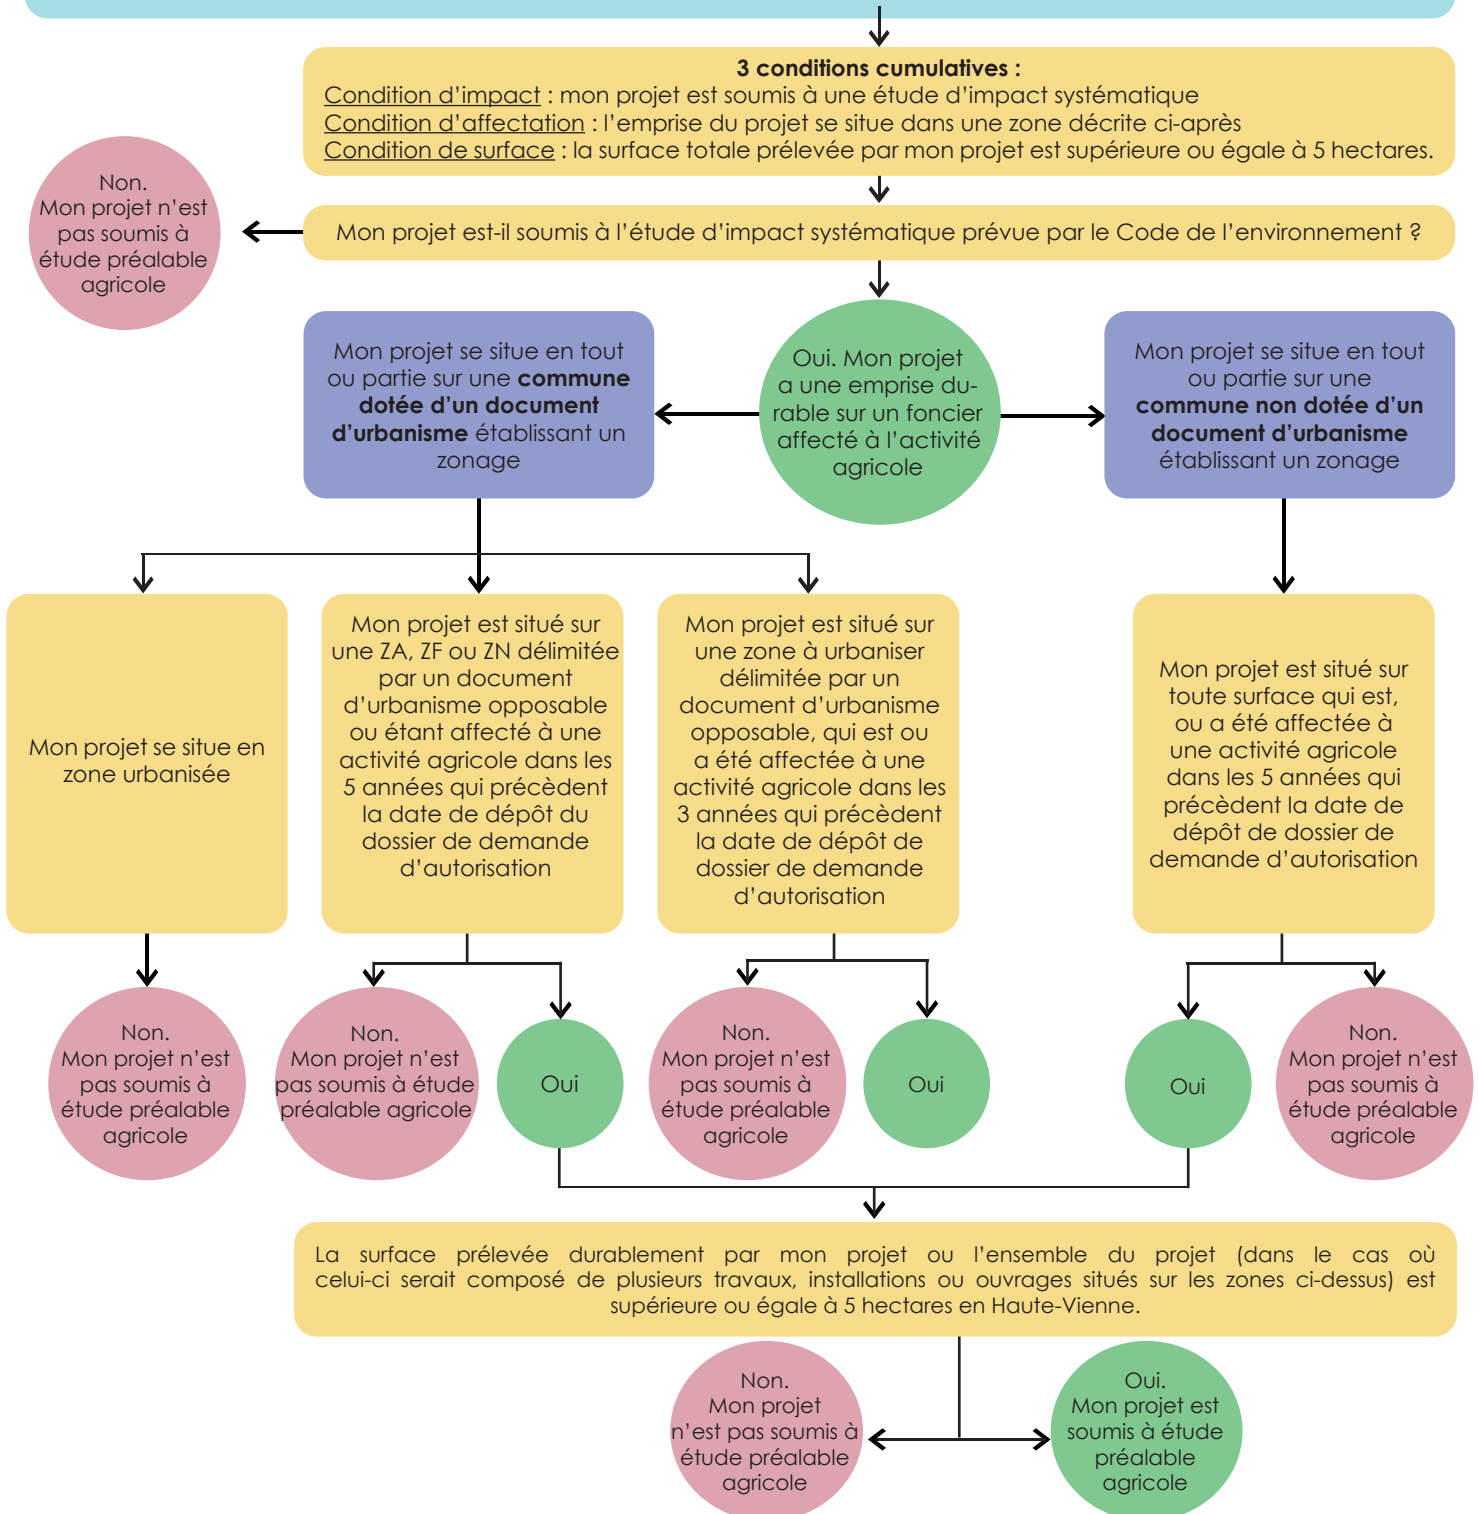 3 conditions cumulatives :
Condition d'impact : mon projet est soumis à une étude d'impact systématique
Condition d'affectation : l'emprise du projet se situe dans une zone décrite ci-après
Condition de surface : la surface totale prélevée par mon projet est supérieure ou égale à 5 hectares.
Non.
Mon projet n'est
pas soumis à
étude préalable
agricole
Mon projet est-il soumis à l'étude d'impact systématique prévue par le Code de l'environnement ?
Mon projet se situe en tout
ou partie sur une commune
dotée d'un document
d'urbanisme établissant un
zonage
Oui. Mon projet
a une emprise du-
rable sur un foncier
affecté à l'activité
agricole
Mon projet se situe en tout
ou partie sur une
commune non dotée d'un
document d'urbanisme
établissant un zonage
Mon projet se situe en
zone urbanisée
Mon projet est situé sur
une ZA, ZF ou ZN délimitée
par un document
d'urbanisme opposable
ou étant affecté à une
activité agricole dans les
5 années qui précèdent
la date de dépôt du
dossier de demande
d'autorisation
Mon projet est situé sur
une zone à urbaniser
délimitée par un
document d'urbanisme
opposable, qui est ou
a été affectée à une
activité agricole dans les
3 années qui précèdent
la date de dépôt de
dossier de demande
d'autorisation
Mon projet est situé sur
toute surface qui est,
ou a été affectée à
une activité agricole
dans les 5 années qui
précèdent la date de
dépôt de dossier de
demande d'autorisation
Non.
Mon projet n'est
pas soumis à
étude préalable
agricole
Non.
Mon projet n'est
pas soumis à étude
préalable agricole
Oui
Non.
Mon projet n'est
pas soumis à
étude préalable
agricole
Oui
Oui
Non.
Mon projet n'est
pas soumis à
étude préalable
agricole
La surface prélevée durablement par mon projet ou l'ensemble du projet (dans le cas où
celui-ci serait composé de plusieurs travaux, installations ou ouvrages situés sur les zones ci-dessus) est
supérieure ou égale à 5 hectares en Haute-Vienne.
Non.
Mon projet
n'est pas soumis à
étude préalable
agricole
Oui.
Mon projet est
soumis à étude
préalable
agricole